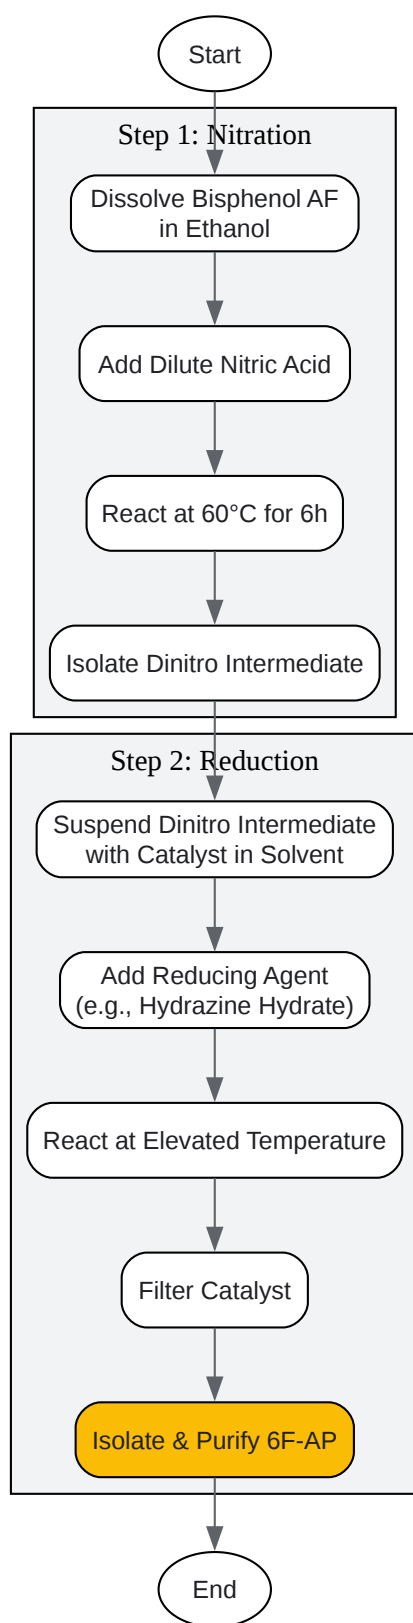 Start
Step 1: Nitration
Dissolve Bisphenol AF
in Ethanol
Add Dilute Nitric Acid
React at 60°C for 6h
Isolate Dinitro Intermediate
Step 2: Reduction
Suspend Dinitro Intermediate
with Catalyst in Solvent
Add Reducing Agent
(e.g., Hydrazine Hydrate)
React at Elevated Temperature
Filter Catalyst
Isolate & Purify 6F-AP
End